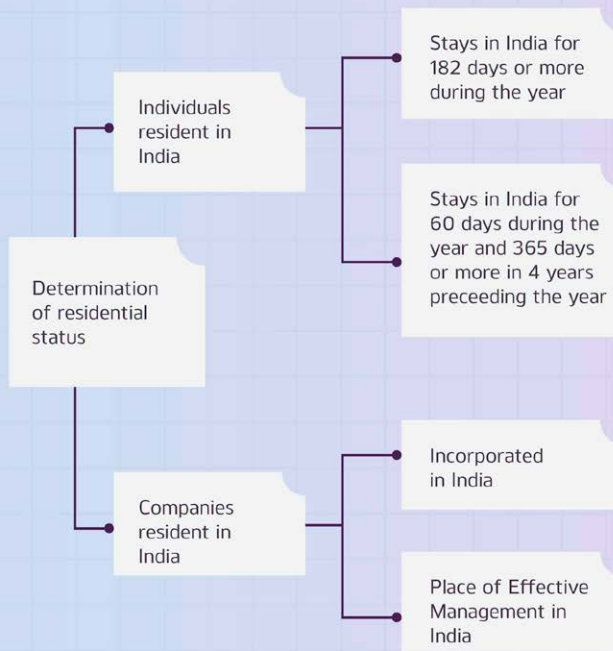 Determination
of residential
status
Individuals
resident in
India
Stays in India for
182 days or more
during the year
Stays in India for
60 days during the
year and 365 days
or more in 4 years
preceeding the year
Companies
resident in
India
Incorporated
in India
Place of Effective
Management in
India